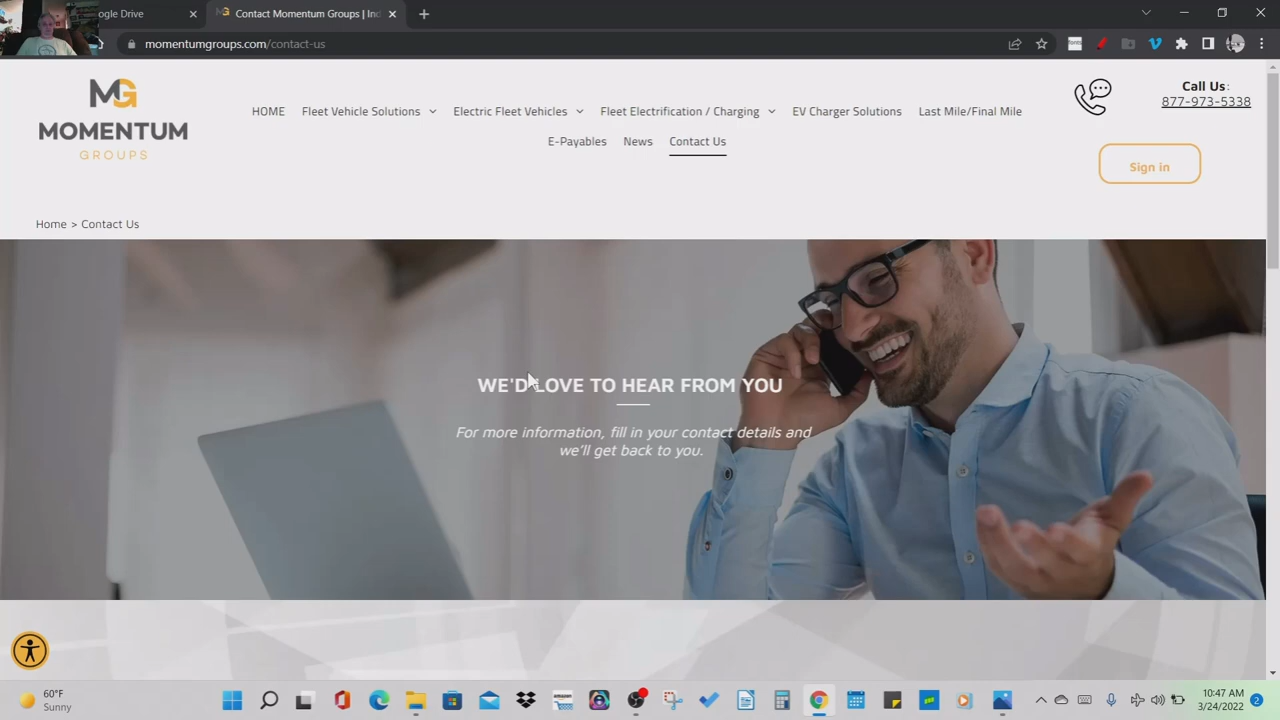 ogle Drive
Contact Momentum Groups | Ind
momentumgroups.com/contact-us
MG
MOMENTUM
GROUPS
HOME
Fleet Vehicle Solutions
Electric Fleet Vehicles
Fleet Electrification / Charging
EV Charger Solutions
Last Mile/Final Mile
E-Payables
News
Contact Us
Call Us:
877-973-5338
Sign in
Home > Contact Us
WE'D LOVE TO HEAR FROM YOU
For more information, fill in your contact details and
we'll get back to you.
60°F
Sunny
10:47 AM
3/24/2022
2